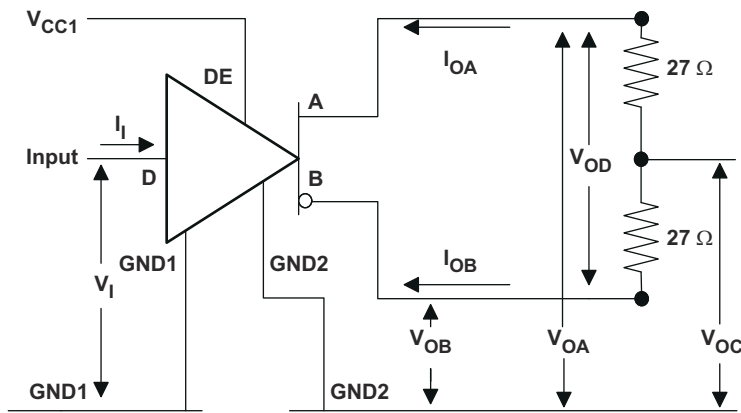 VCC1
DE
IOA
27 Ω
A
II
Input
D
VOD
B
27 Ω
GND1
GND2
IOB
VI
VOB
VOA
VOC
GND1
GND2